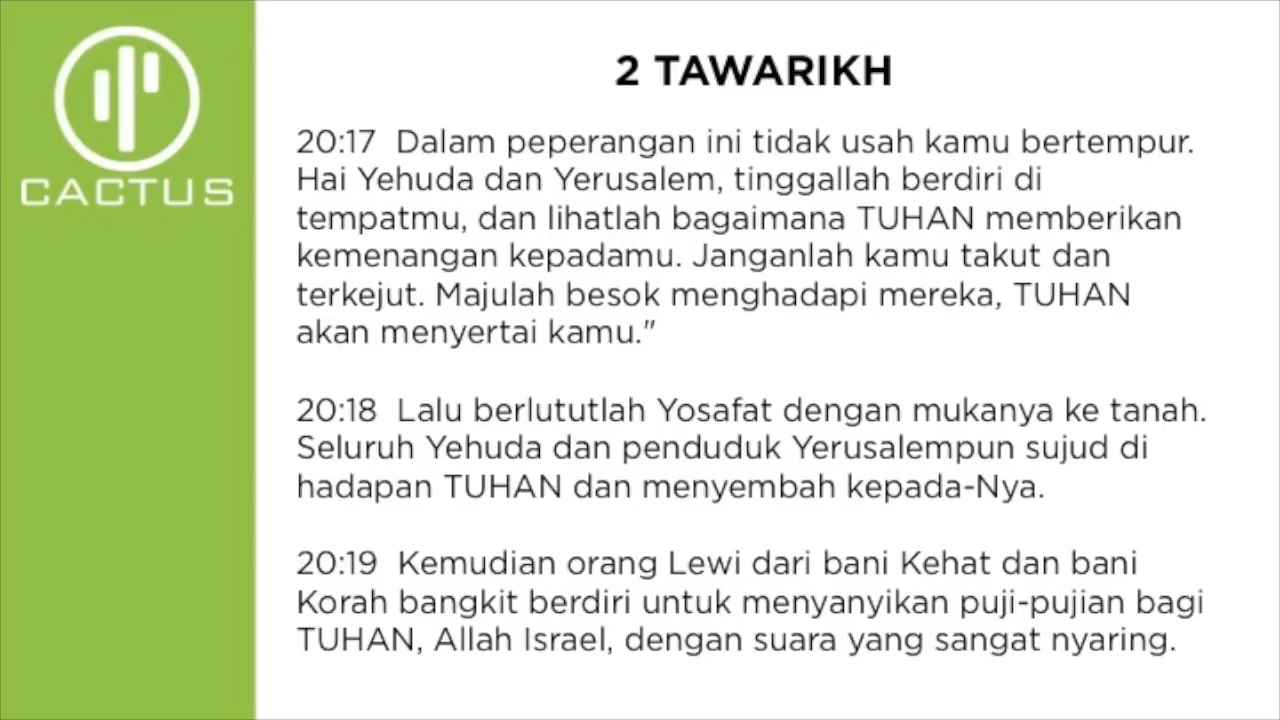 CACTUS
2 TAWARIKH
20:17 Dalam peperangan ini tidak usah kamu bertempur.
Hai Yehuda dan Yerusalem, tinggallah berdiri di
tempatmu, dan lihatlah bagaimana TUHAN memberikan
kemenangan kepadamu. Janganlah kamu takut dan
terkejut. Majulah besok menghadapi mereka, TUHAN
akan menyertai kamu."
20:18 Lalu berlututlah Yosafat dengan mukanya ke tanah.
Seluruh Yehuda dan penduduk Yerusalempun sujud di
hadapan TUHAN dan menyembah kepada-Nya.
20:19 Kemudian orang Lewi dari bani Kehat dan bani
Korah bangkit berdiri untuk menyanyikan puji-pujian bagi
TUHAN, Allah Israel, dengan suara yang sangat nyaring.